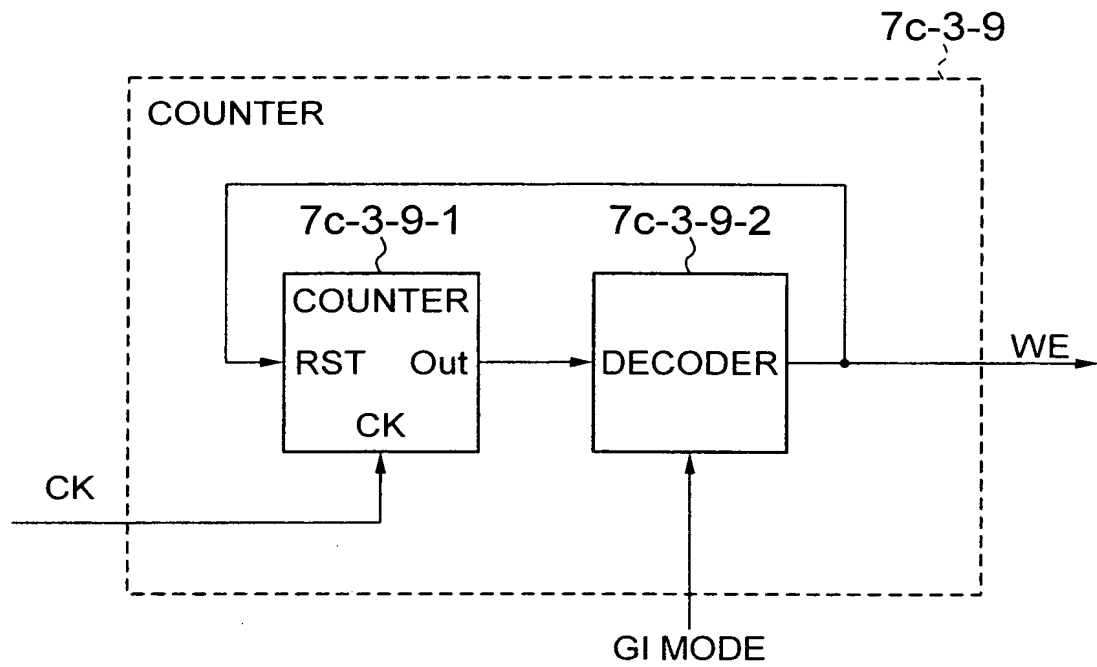 7c-3-9
COUNTER
7c-3-9-1
7c-3-9-2
COUNTER
RST Out
CK
DECODER
WE
CK
GI MODE